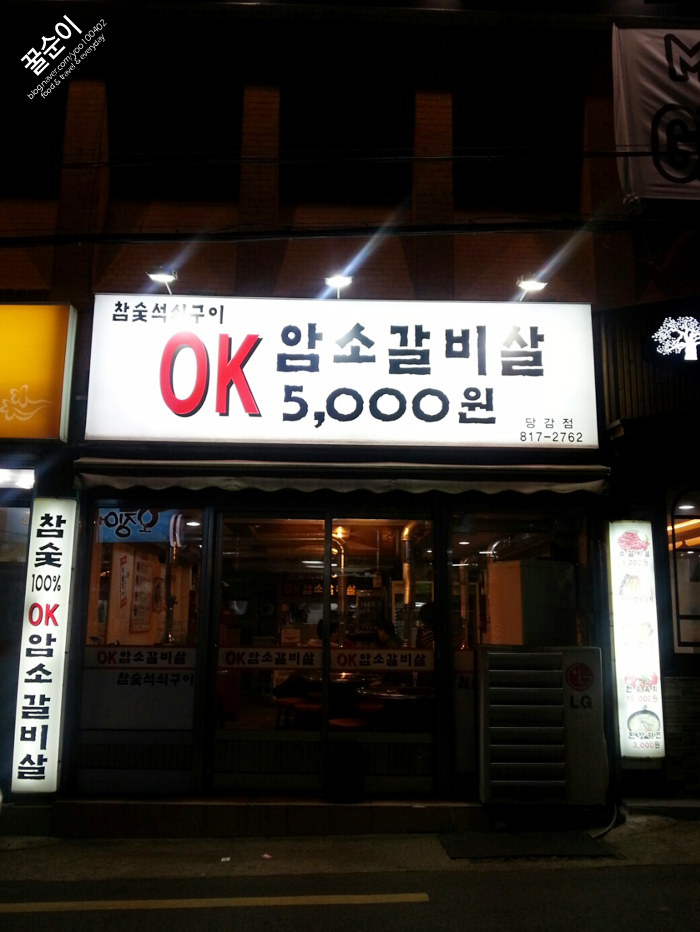 꿀순이
blog.naver.com/yoo100402
food & travel & everyday
참숯석쇠구이
OK 암소갈비살
5,000원
당감점
817-2762
참숯 100% OK 암소갈비살
OK암소갈비살
OK암소갈비살
OK암소갈비살
참숯석쇠구이
LG
3,000원